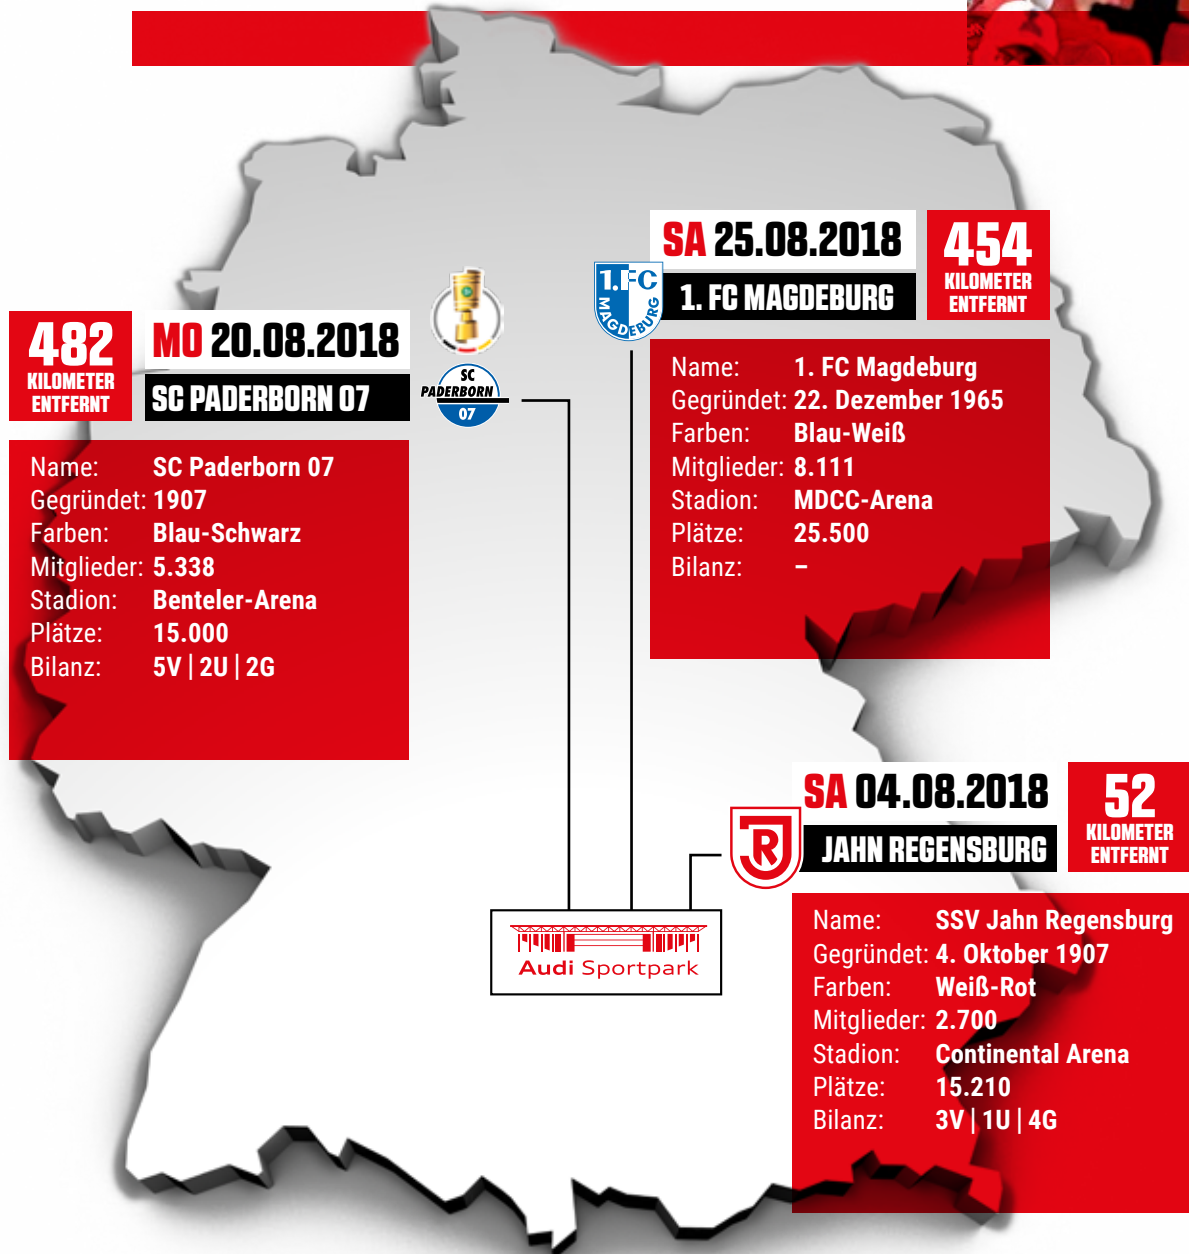 SA 25.08.2018
1. FC MAGDEBURG
454
KILOMETER
ENTFERNT
1.FC
MAGDEBURG
Name: 1. FC Magdeburg
Gegründet: 22. Dezember 1965
Farben: Blau-Weiß
Mitglieder: 8.111
Stadion: MDCC-Arena
Plätze: 25.500
Bilanz: –
482
KILOMETER
ENTFERNT
MO 20.08.2018
SC PADERBORN 07
SC
PADERBORN
07
Name: SC Paderborn 07
Gegründet: 1907
Farben: Blau-Schwarz
Mitglieder: 5.338
Stadion: Benteler-Arena
Plätze: 15.000
Bilanz: 5V | 2U | 2G
SA 04.08.2018
JAHN REGENSBURG
52
KILOMETER
ENTFERNT
Name: SSV Jahn Regensburg
Gegründet: 4. Oktober 1907
Farben: Weiß-Rot
Mitglieder: 2.700
Stadion: Continental Arena
Plätze: 15.210
Bilanz: 3V | 1U | 4G
Audi Sportpark